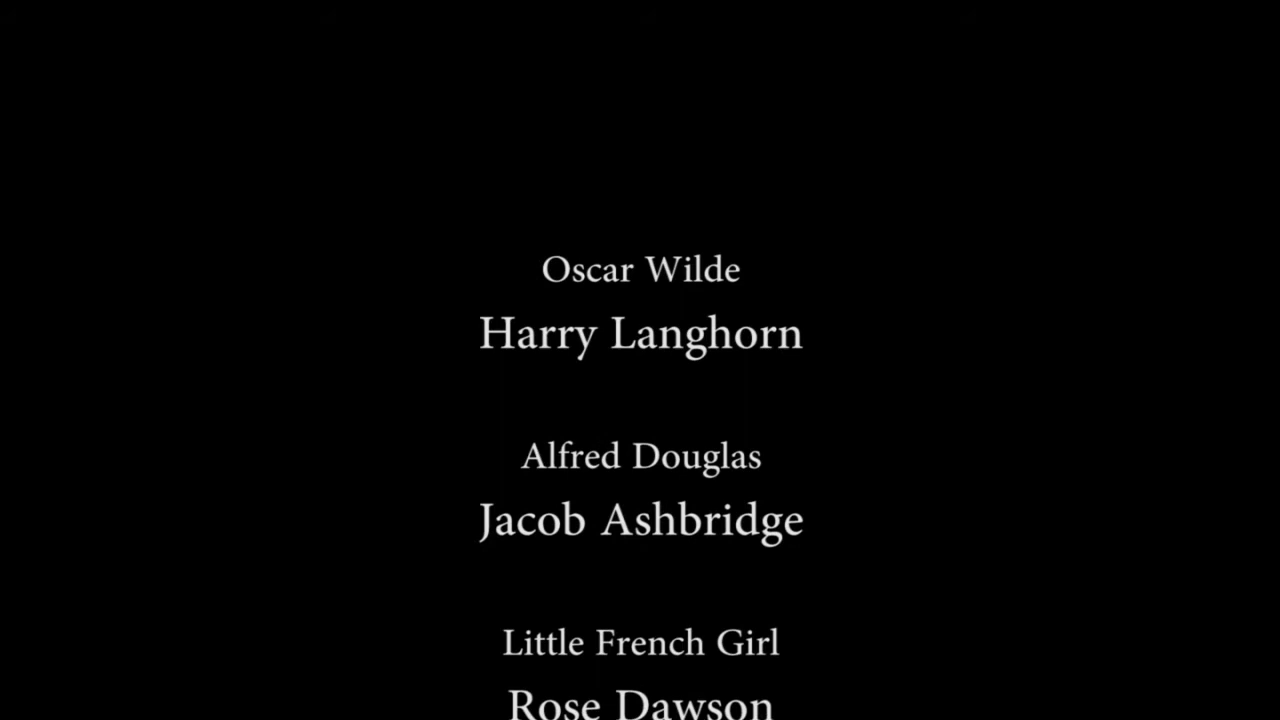 Oscar Wilde
Harry Langhorn
Alfred Douglas
Jacob Ashbridge
Little French Girl
Rose Dawson